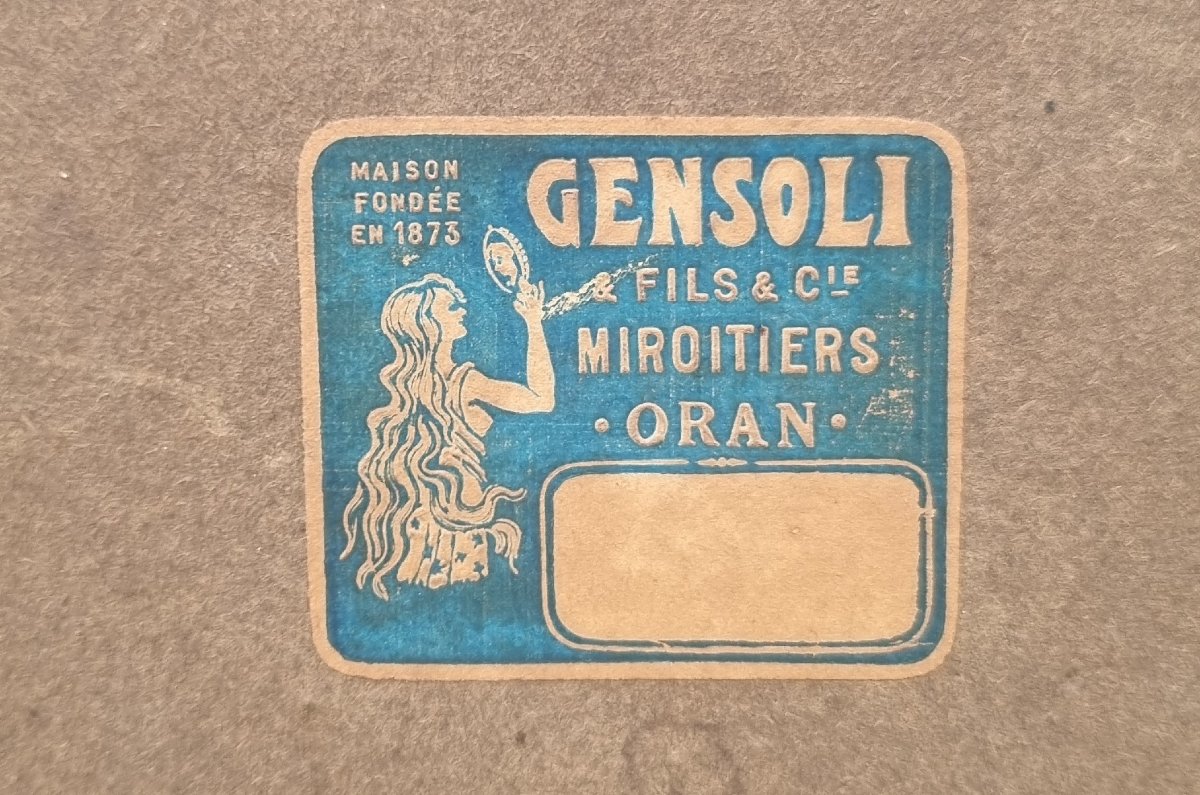 MAISON
FONDÉE
EN 1873
GENSOLI
& FILS & CIE
MIROITIERS
· ORAN ·